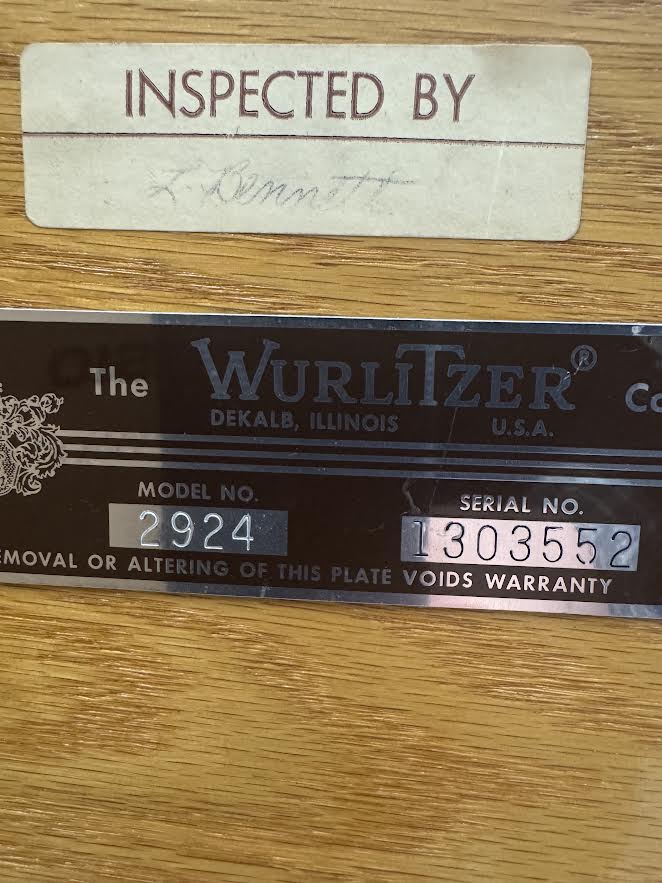 INSPECTED BY
L. Bennett
The WURLITZER® Co
DEKALB, ILLINOIS U.S.A.
MODEL NO. SERIAL NO.
2924 1303552
EMOVAL OR ALTERING OF THIS PLATE VOIDS WARRANTY